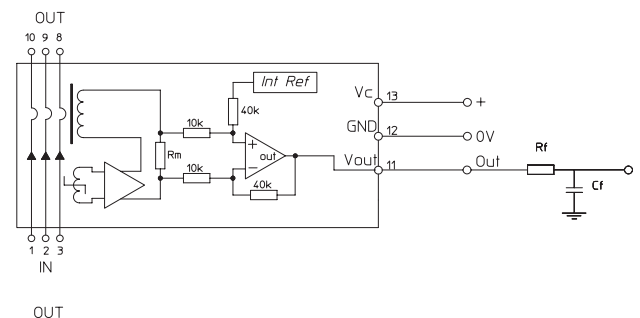 OUT
10 9 8
Int Ref
Vc 13
+
40k
10k
GND 12
0V
Rm
+
out
Vout 11
Out
Rf
−
10k
40k
Cf
1 2 3
IN
OUT